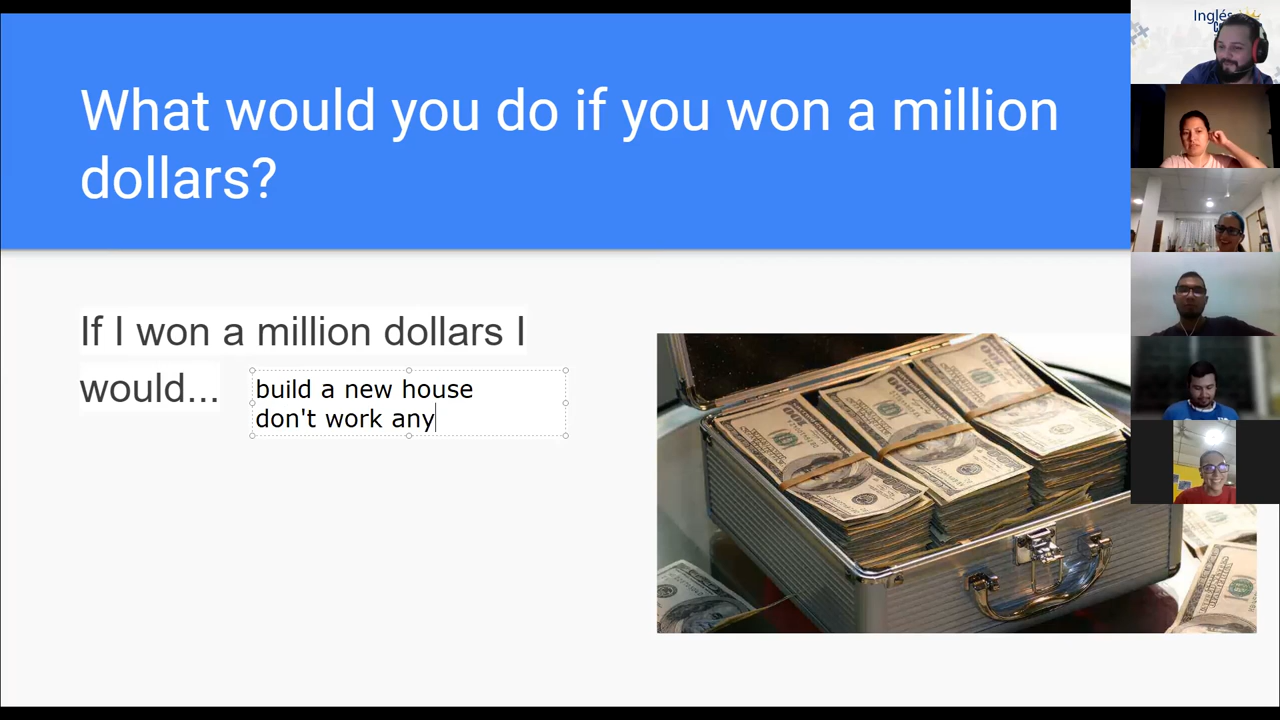 What would you do if you won a million
dollars?
If I won a million dollars I
would...
build a new house
don't work any
Inglés